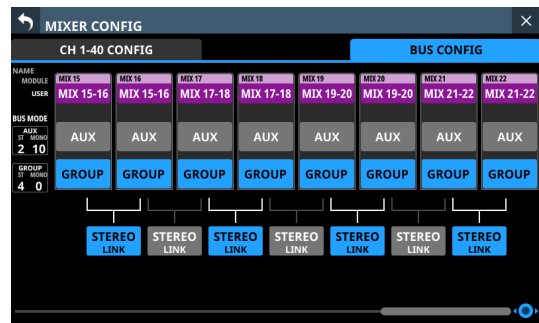 MIXER CONFIG
CH 1-40 CONFIG BUS CONFIG
NAME
MODULE MIX 15 MIX 16 MIX 17 MIX 18 MIX 19 MIX 20 MIX 21 MIX 22
USER MIX 15-16 MIX 15-16 MIX 17-18 MIX 17-18 MIX 19-20 MIX 19-20 MIX 21-22 MIX 21-22
BUS MODE
AUX
ST MONO
2 10 AUX AUX AUX AUX AUX AUX AUX AUX
GROUP
ST MONO
4 0 GROUP GROUP GROUP GROUP GROUP GROUP GROUP GROUP
STEREO STEREO STEREO STEREO STEREO STEREO STEREO
LINK LINK LINK LINK LINK LINK LINK